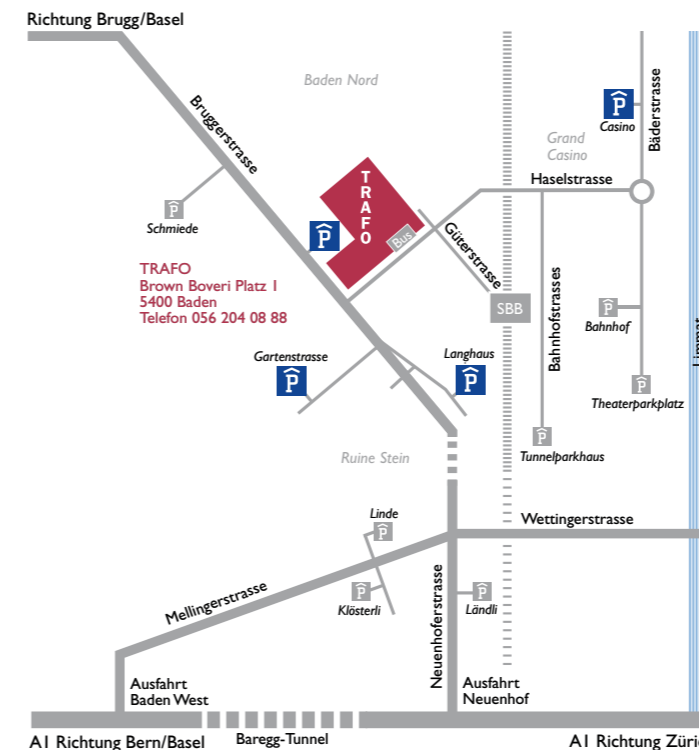 Richtung Brugg/Basel
Baden Nord
Bruggerstrasse
P
Casino
Bäderstrasse
Grand
Casino
Haselstrasse
TRAFO
P
Schmiede
P
Bus
Güterstrasse
TRAFO
Brown Boveri Platz 1
5400 Baden
Telefon 056 204 08 88
SBB
Bahnhofstrasses
P
Bahnhof
Limmat
Gartenstrasse
P
Langhaus
P
P
Theaterparkplatz
P
Tunnelparkhaus
Ruine Stein
Linde
P
Wettingerstrasse
Mellingerstrasse
P
Klösterli
Neuenhoferstrasse
P
Ländli
Ausfahrt
Baden West
Ausfahrt
Neuenhof
A1 Richtung Bern/Basel
Baregg-Tunnel
A1 Richtung